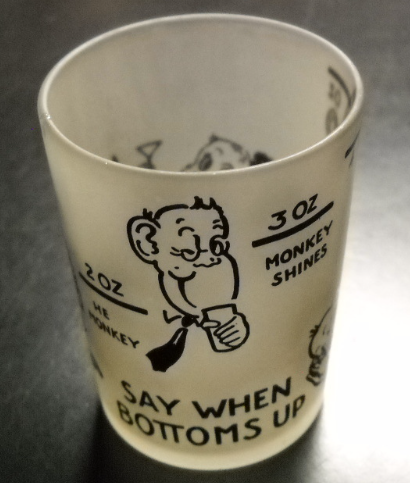 3 OZ
MONKEY
SHINES
2 OZ
HE
MONKEY
SAY WHEN
BOTTOMS UP